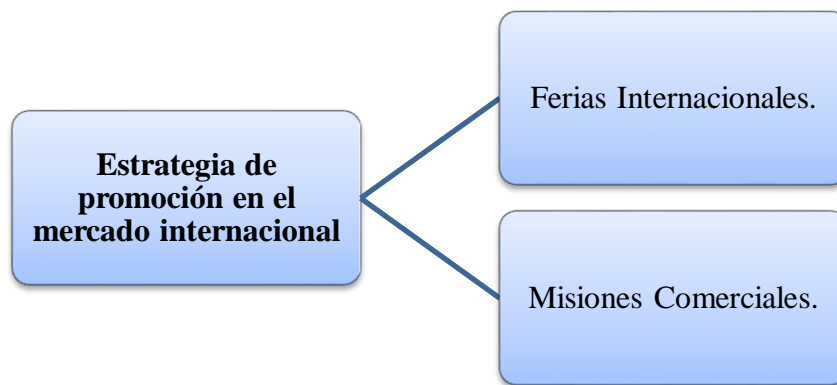 Estrategia de
promoción en el
mercado internacional
Ferias Internacionales.
Misiones Comerciales.